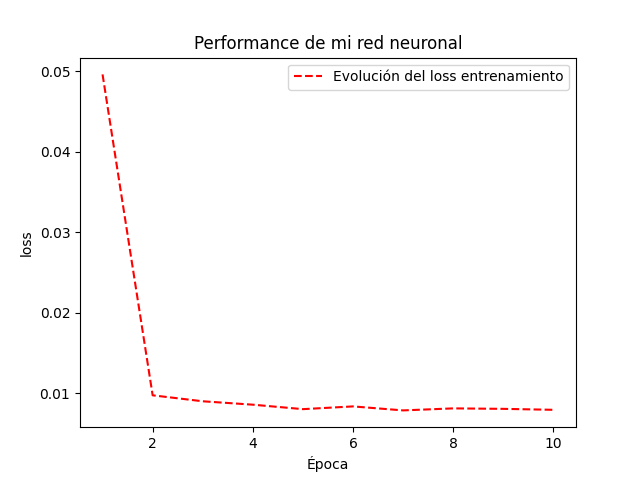 Performance de mi red neuronal
Evolución del loss entrenamiento
0.05
0.04
0.03
0.02
0.01
loss
2 4 6 8 10
Época